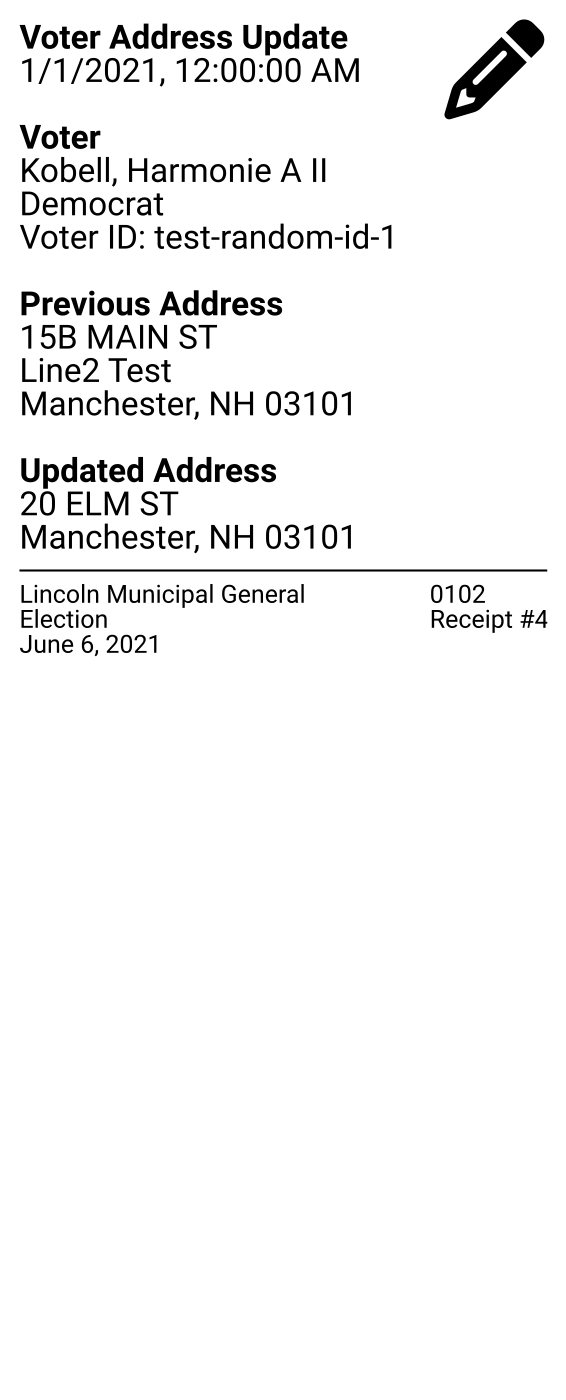 Voter Address Update
1/1/2021, 12:00:00 AM
Voter
Kobell, Harmonie A II
Democrat
Voter ID: test-random-id-1
Previous Address
15B MAIN ST
Line2 Test
Manchester, NH 03101
Updated Address
20 ELM ST
Manchester, NH 03101
Lincoln Municipal General
Election
June 6, 2021
0102
Receipt #4